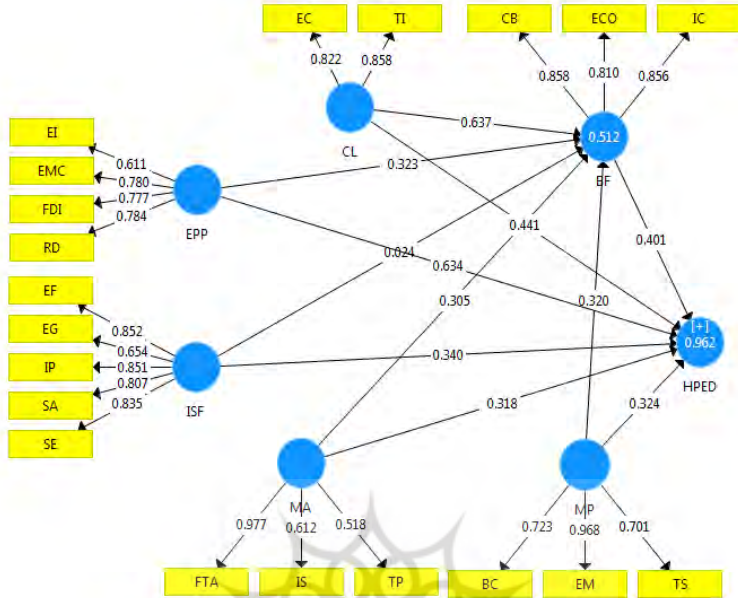 EC TI CB ECO IC
0.822 0.858 0.858 0.810 0.856
CL
0.637
0.512
BF
EI
EMC
FDI
RD
0.611
0.780
0.777
0.784
EPP
0.323
0.441
0.401
0.024
0.634
0.305
0.320
EF
EG
IP
SA
SE
0.852
0.654
0.851
0.807
0.835
ISF
0.340
[+]
0.962
HPED
0.318
0.324
MA
MP
0.977 0.612 0.518 0.723 0.968 0.701
FTA IS TP BC EM TS